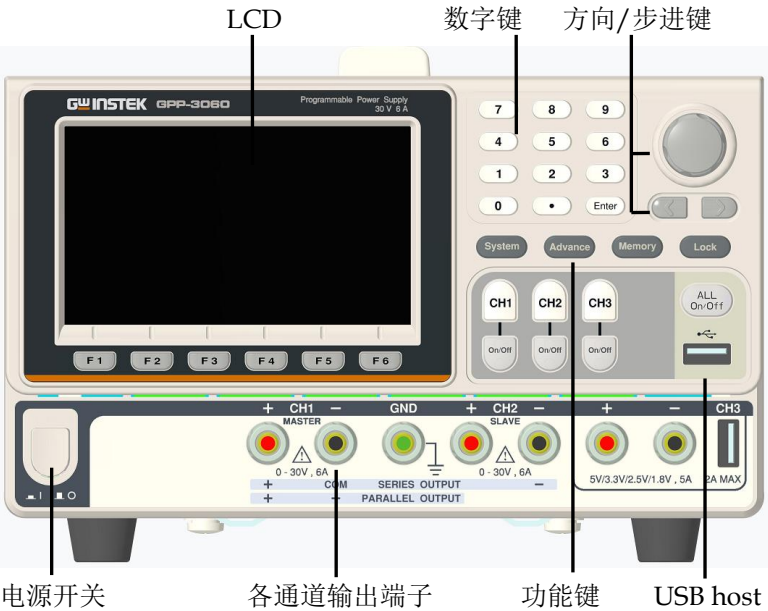 LCD 数字键 方向/步进键
GWINSTEK GPP-3060 Programmable Power Supply
30 V 6 A
7 8 9
4 5 6
1 2 3
0 • Enter
System Advance Memory Lock
CH1 CH2 CH3 ALL
On/Off
On/Off On/Off On/Off
F1 F2 F3 F4 F5 F6
+ CH1 − GND + CH2 − + − CH3
MASTER SLAVE
0 - 30V , 6A 0 - 30V , 6A 5V/3.3V/2.5V/1.8V , 5A 2A MAX
+ COM SERIES OUTPUT −
+ − PARALLEL OUTPUT
I O
电源开关 各通道输出端子 功能键 USB host